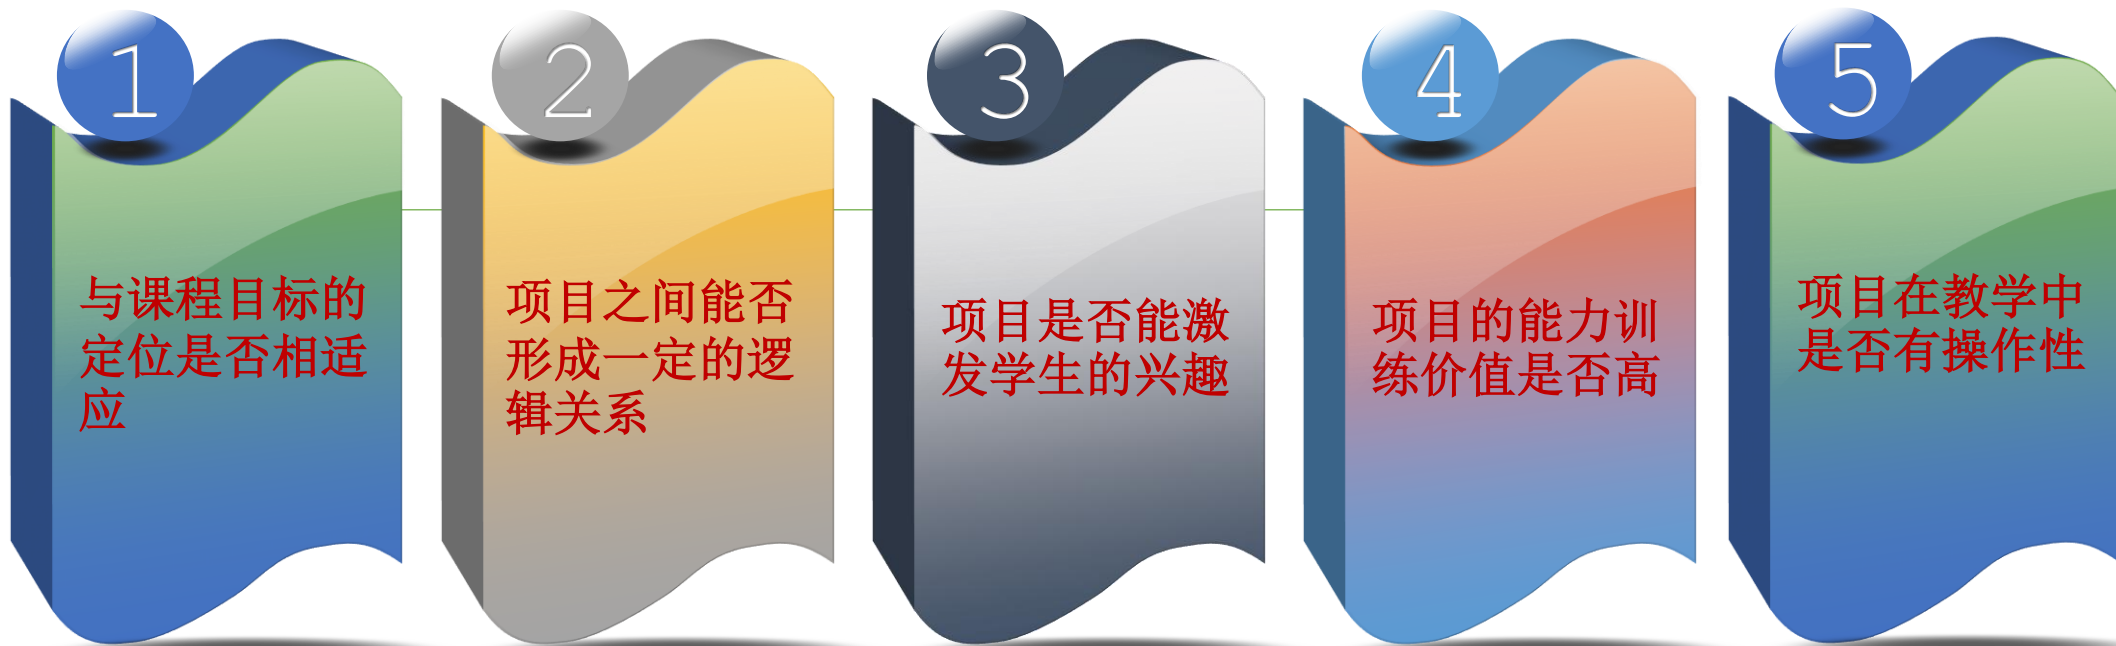 1
与课程目标的
定位是否相适
应
2
项目之间能否
形成一定的逻
辑关系
3
项目是否能激
发学生的兴趣
4
项目的能力训
练价值是否高
5
项目在教学中
是否有操作性